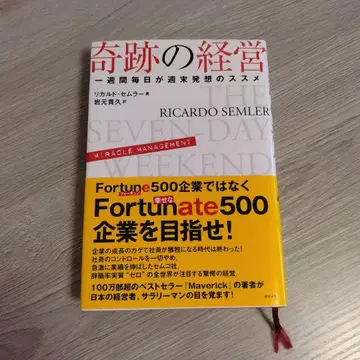 奇跡の経営
一週間毎日が週末発想のススメ
リカルド・セムラー 著
岩元貴久 訳
THE
RICARDO SEMLER
SEVEN-DAY
WEEKEND
MIRACLE MANAGEMENT
Fortune500企業ではなく
フォーチュン
幸せな
Fortunate500
企業を目指せ!
企業の成長のカゲで社員が犠牲になる時代は終わった!
社員のコントロールを一切やめ、
急激に業績を伸ばしたセムコ社、
辞職率実質“ゼロ”の全世界が注目する驚愕の経営。
100万部超のベストセラー『Maverick』の著者が
日本の経営者、サラリーマンの目を覚ます!